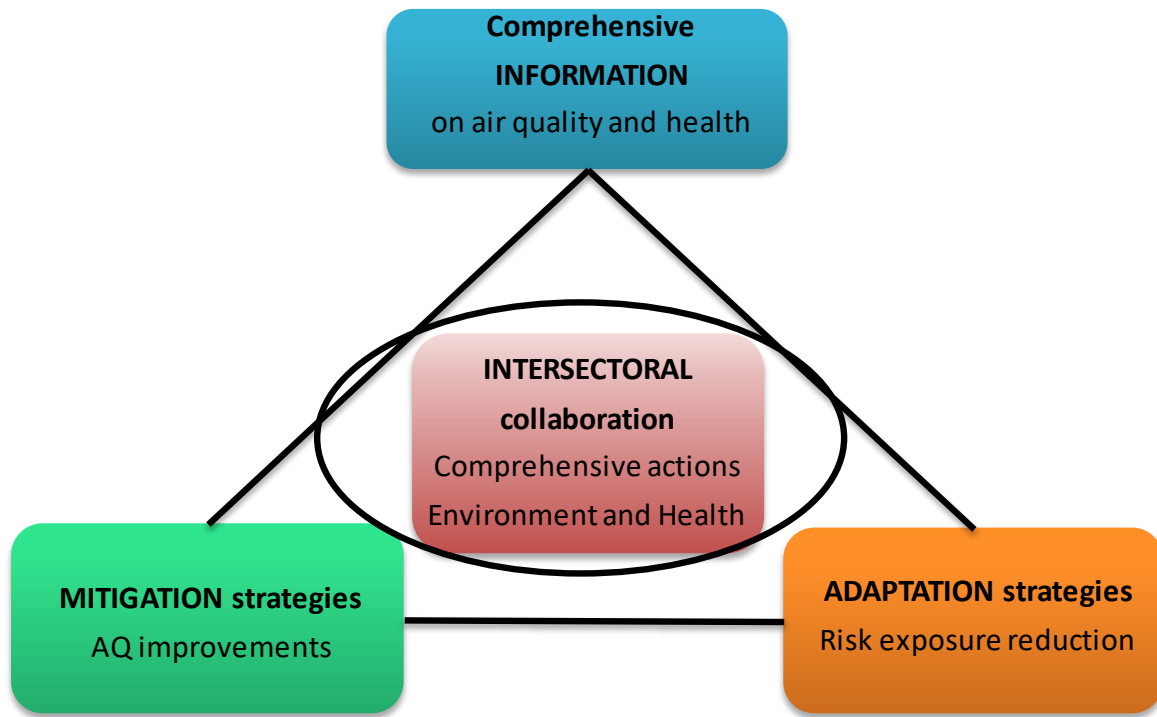 Comprehensive
INFORMATION
on air quality and health
INTERSECTORAL
collaboration
Comprehensive actions
Environment and Health
MITIGATION strategies
AQ improvements
ADAPTATION strategies
Risk exposure reduction